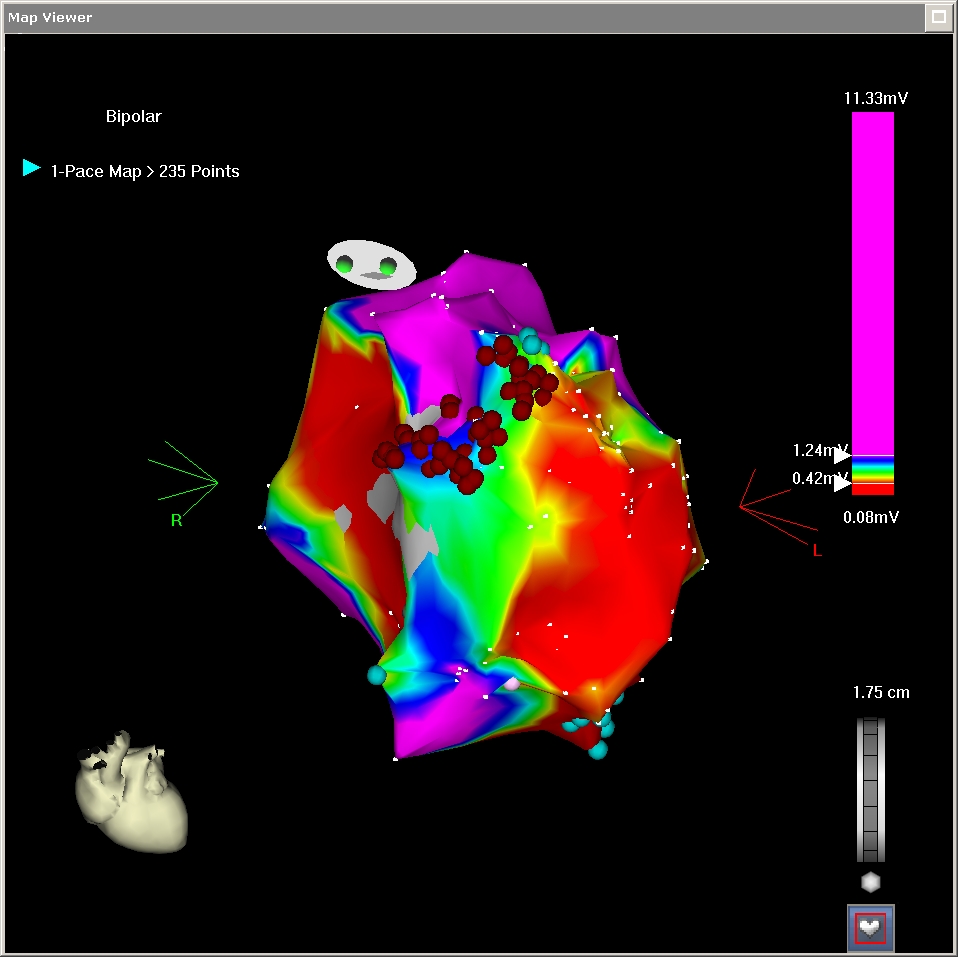 Map Viewer
11.33mV
Bipolar
1-Pace Map > 235 Points
1.24mV
0.42mV
0.08mV
R
L
1.75 cm